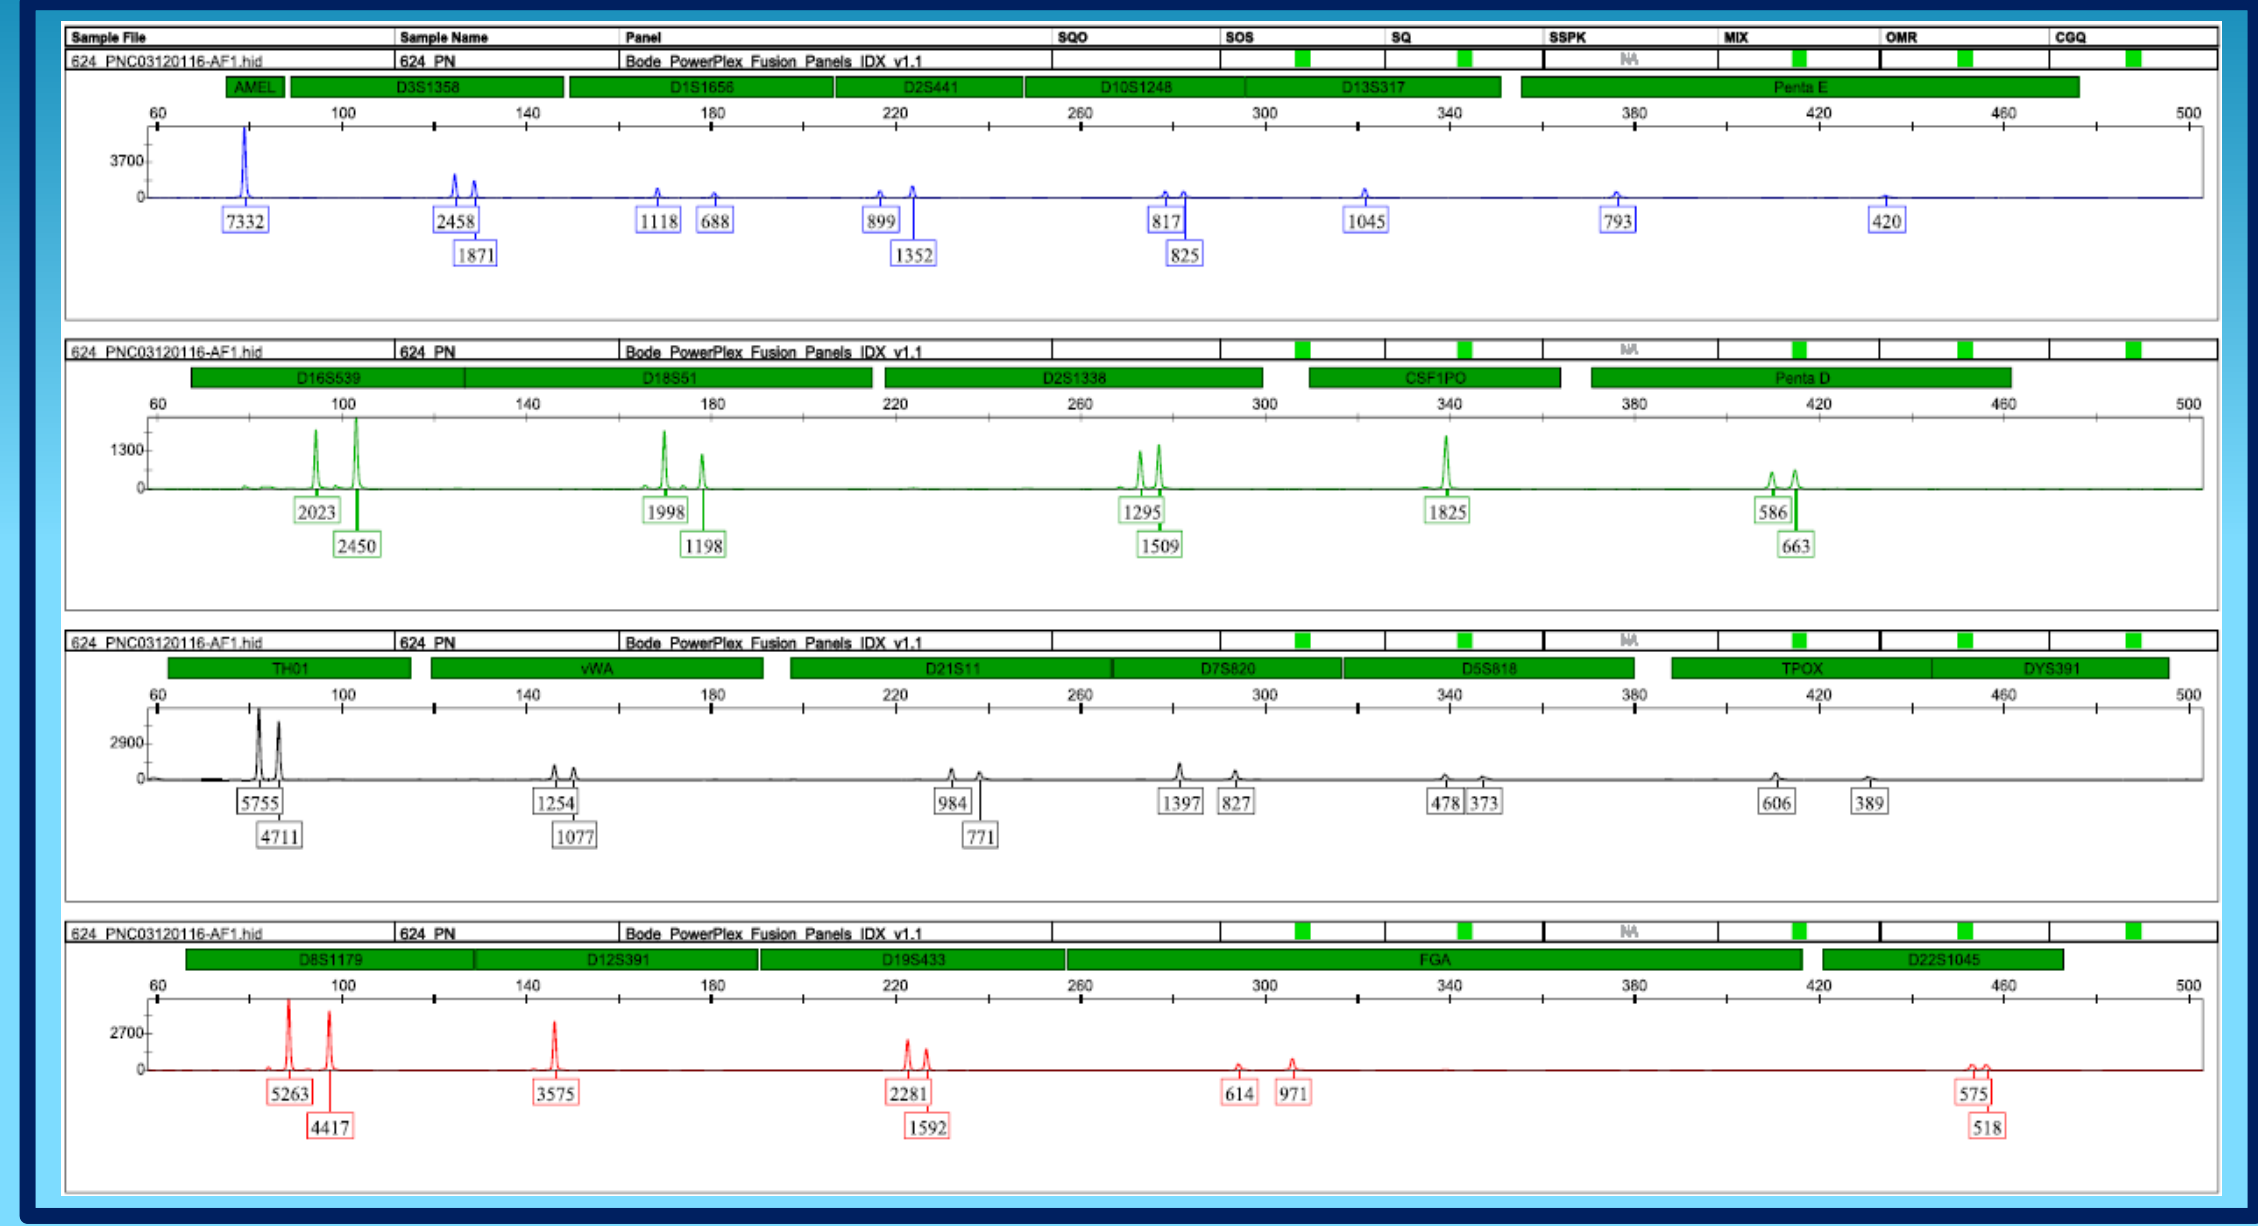 Sample File Sample Name Panel SQO SOS SQ SSPK MIX OMR CGQ
624_PNC03120116-AF1.hid 624_PN Bode_PowerPlex_Fusion_Panels_IDX_v1.1 NA
AMEL D3S1358 D1S1656 D2S441 D10S1248 D13S317 Penta E
60 100 140 180 220 260 300 340 380 420 460 500
3700
0
7332 2458 1118 688 899 817 1045 793 420
1871 1352 825
624_PNC03120116-AF1.hid 624_PN Bode_PowerPlex_Fusion_Panels_IDX_v1.1 NA
D16S539 D18S51 D2S1338 CSF1PO Penta D
60 100 140 180 220 260 300 340 380 420 460 500
1300
0
2023 1998 1295 1825 586
2450 1198 1509 663
624_PNC03120116-AF1.hid 624_PN Bode_PowerPlex_Fusion_Panels_IDX_v1.1 NA
TH01 vWA D21S11 D7S820 D5S818 TPOX DYS391
60 100 140 180 220 260 300 340 380 420 460 500
2900
0
5755 1254 984 1397 827 478 373 606 389
4711 1077 771
624_PNC03120116-AF1.hid 624_PN Bode_PowerPlex_Fusion_Panels_IDX_v1.1 NA
D8S1179 D12S391 D19S433 FGA D22S1045
60 100 140 180 220 260 300 340 380 420 460 500
2700
0
5263 3575 2281 614 971 575
4417 1592 518